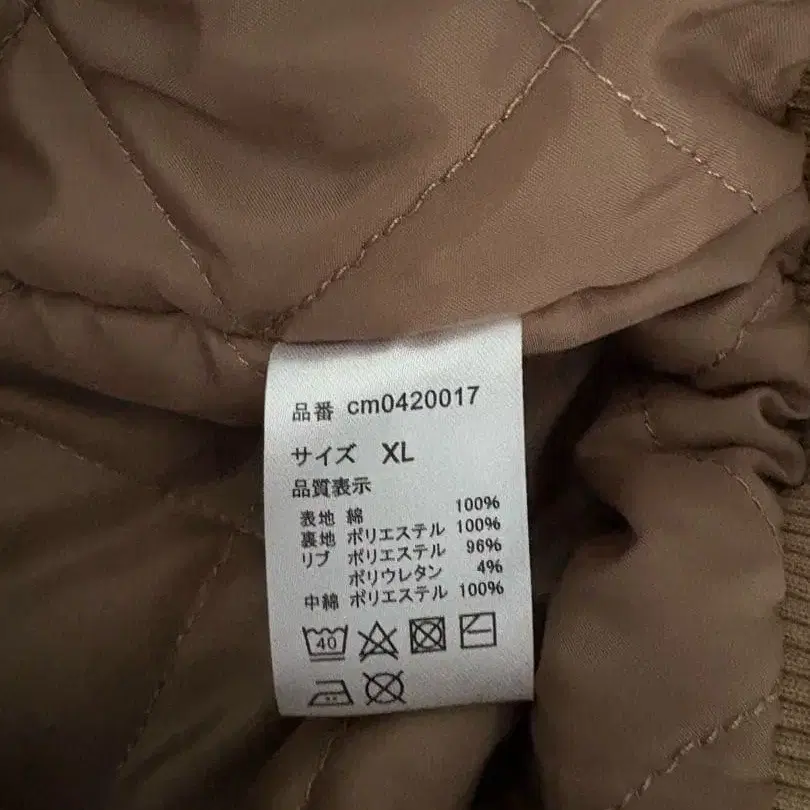 品番 cm0420017
サイズ XL
品質表示
表地 綿 100%
裏地 ポリエステル 100%
リブ ポリエステル 96%
ポリウレタン 4%
中綿 ポリエステル 100%
40